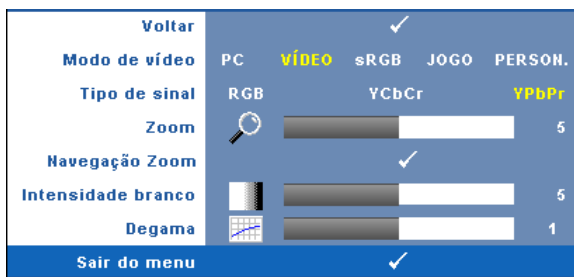 Voltar
Modo de vídeo PC VÍDEO sRGB JOGO PERSON.
Tipo de sinal RGB YCbCr YPbPr
Zoom 5
Navegação Zoom
Intensidade branco 5
Degama 1
Sair do menu